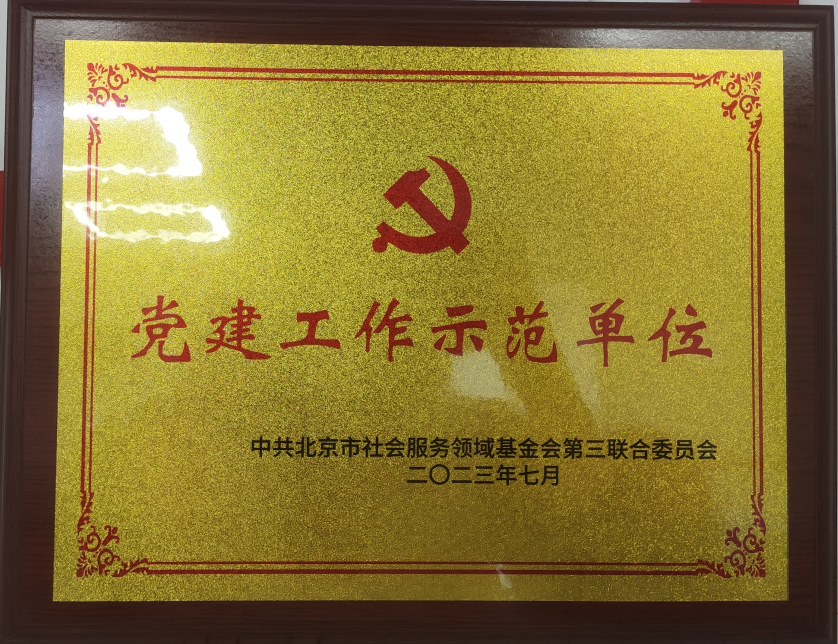 党建工作示范单位
中共北京市社会服务领域基金会第三联合委员会
二〇二三年七月